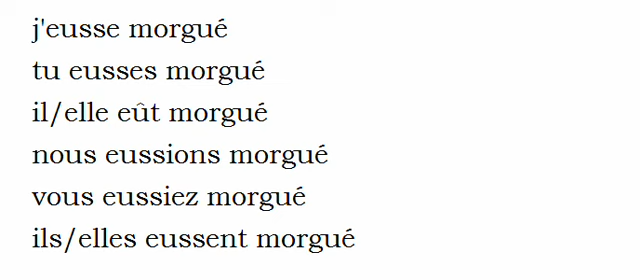 j'eusse morgué
tu eusses morgué
il/elle eût morgué
nous eussions morgué
vous eussiez morgué
ils/elles eussent morgué